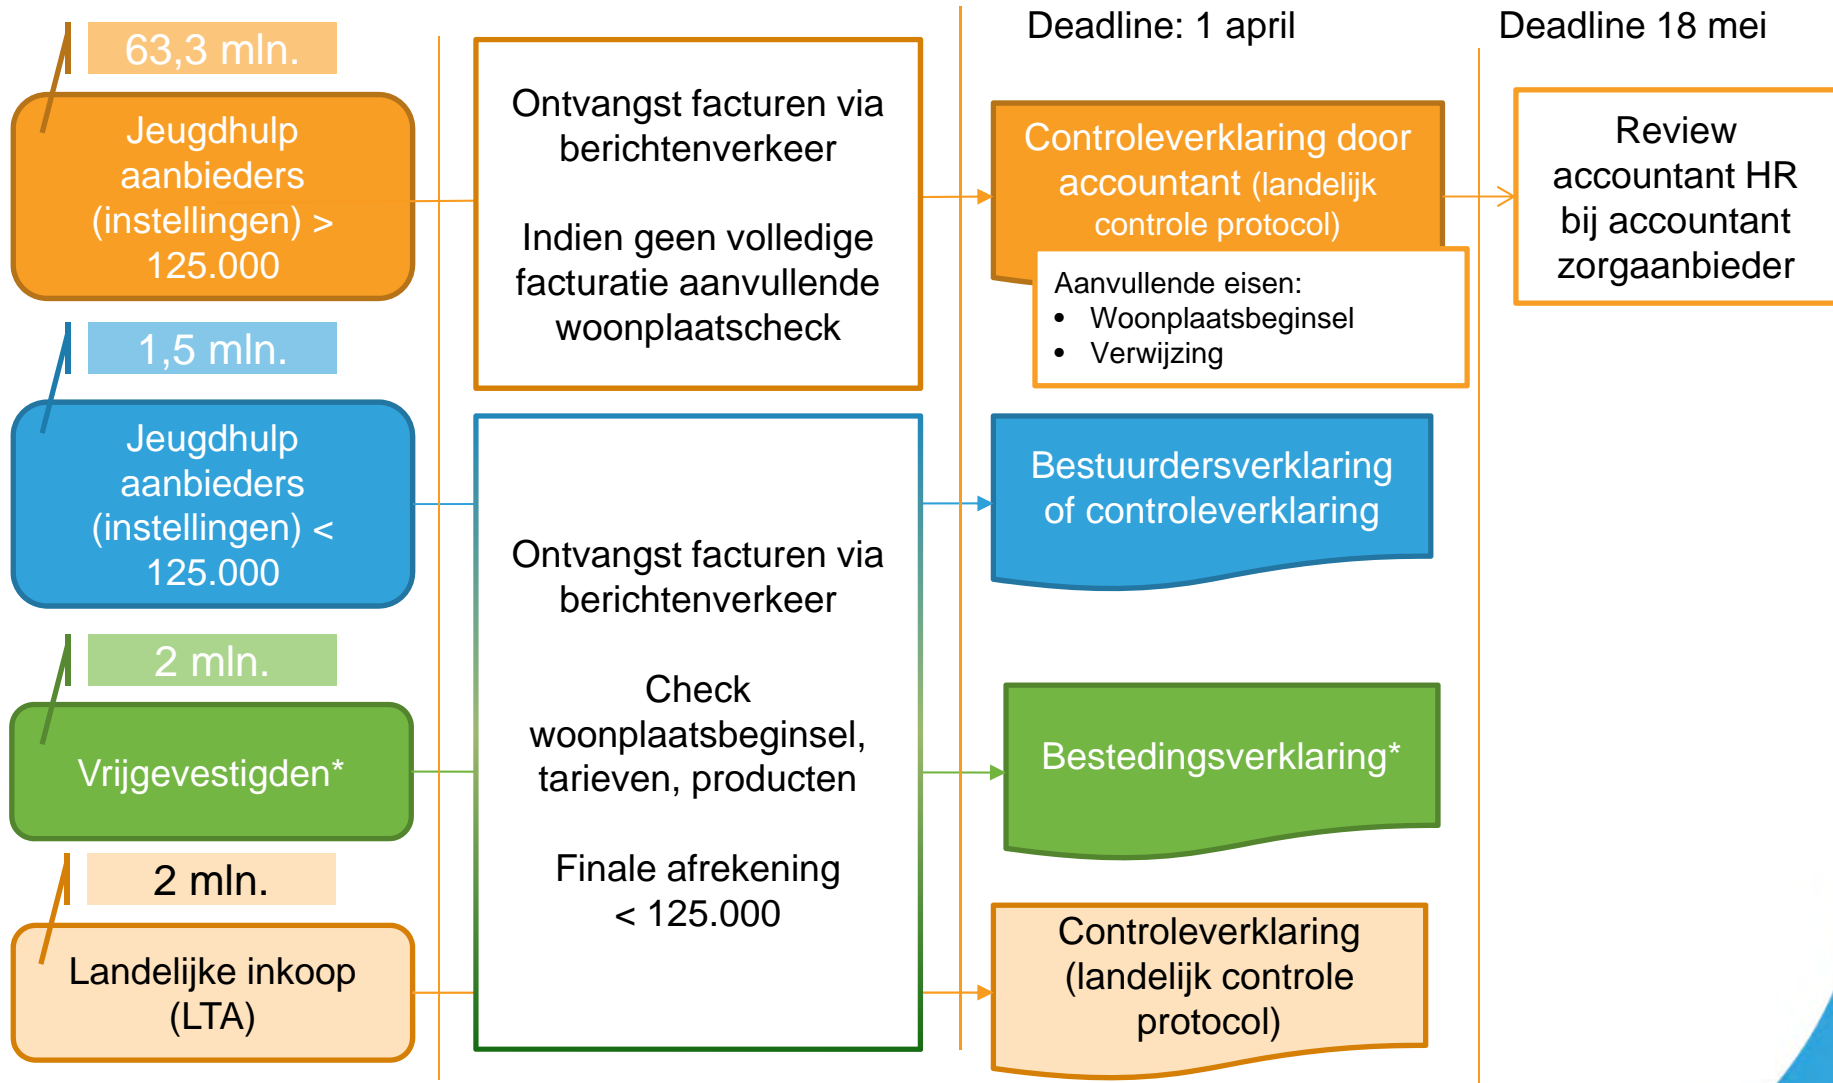 Deadline: 1 april
Deadline 18 mei
63,3 mln.
Jeugdhulp
aanbieders
(instellingen) >
125.000
Ontvangst facturen via
berichtenverkeer
Indien geen volledige
facturatie aanvullende
woonplaatscheck
Controleverklaring door
accountant (landelijk
controle protocol)
Aanvullende eisen:
• Woonplaatsbeginsel
• Verwijzing
Review
accountant HR
bij accountant
zorgaanbieder
1,5 mln.
Jeugdhulp
aanbieders
(instellingen) <
125.000
Ontvangst facturen via
berichtenverkeer
Check
woonplaatsbeginsel,
tarieven, producten
Finale afrekening
< 125.000
Bestuurdersverklaring
of controleverklaring
2 mln.
Vrijgevestigden*
Bestedingsverklaring*
2 mln.
Landelijke inkoop
(LTA)
Controleverklaring
(landelijk controle
protocol)